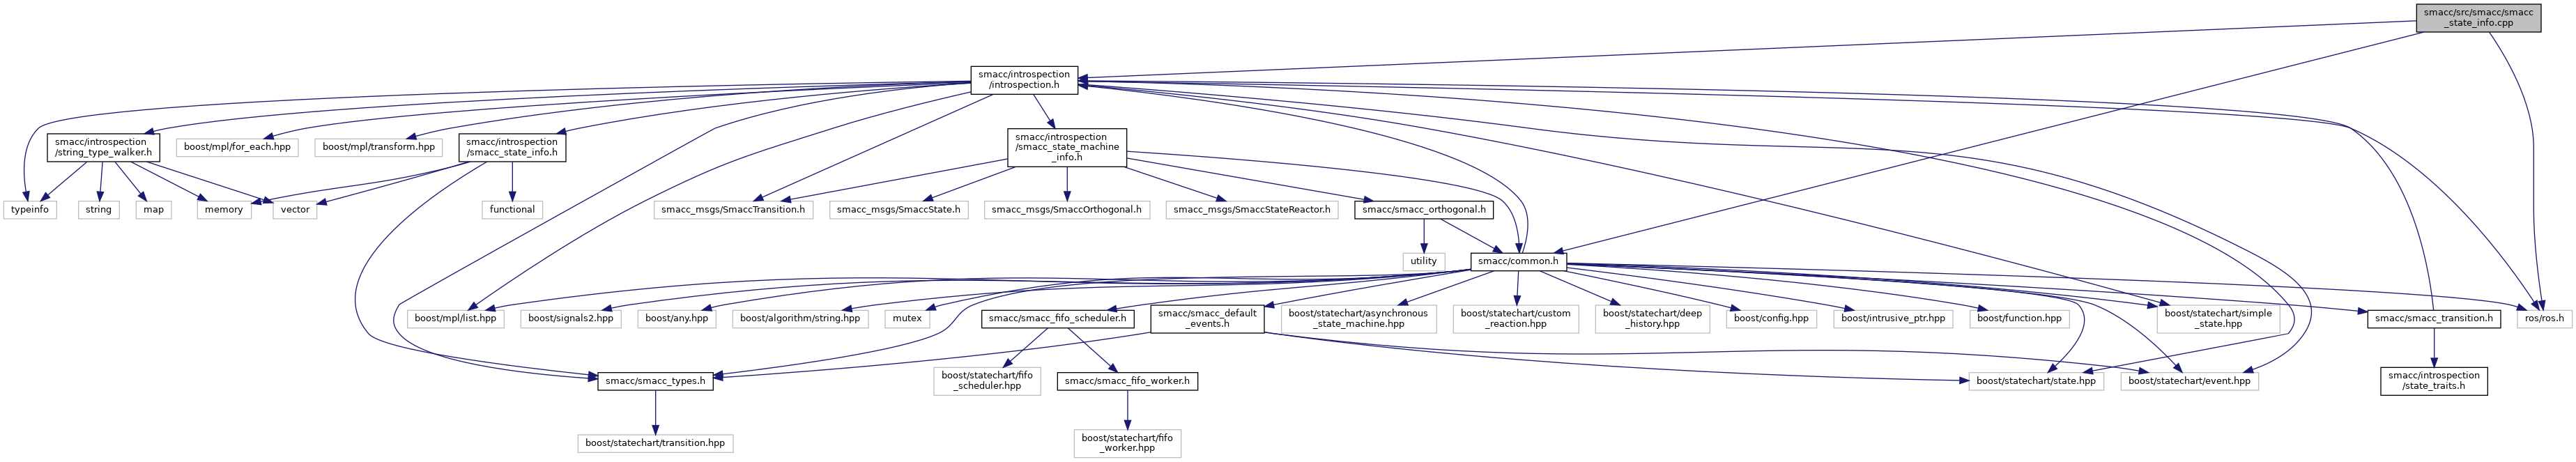 smacc/src/smacc/smacc
_state_info.cpp
smacc/introspection
/introspection.h
smacc/introspection
/string_type_walker.h
boost/mpl/for_each.hpp
boost/mpl/transform.hpp
smacc/introspection
/smacc_state_info.h
smacc/introspection
/smacc_state_machine
_info.h
typeinfo
string
map
memory
vector
functional
smacc_msgs/SmaccTransition.h
smacc_msgs/SmaccState.h
smacc_msgs/SmaccOrthogonal.h
smacc_msgs/SmaccStateReactor.h
smacc/smacc_orthogonal.h
utility
smacc/common.h
boost/mpl/list.hpp
boost/signals2.hpp
boost/any.hpp
boost/algorithm/string.hpp
mutex
smacc/smacc_fifo_scheduler.h
smacc/smacc_default
_events.h
boost/statechart/asynchronous
_state_machine.hpp
boost/statechart/custom
_reaction.hpp
boost/statechart/deep
_history.hpp
boost/config.hpp
boost/intrusive_ptr.hpp
boost/function.hpp
boost/statechart/simple
_state.hpp
smacc/smacc_transition.h
ros/ros.h
smacc/smacc_types.h
boost/statechart/fifo
_scheduler.hpp
smacc/smacc_fifo_worker.h
boost/statechart/state.hpp
boost/statechart/event.hpp
smacc/introspection
/state_traits.h
boost/statechart/transition.hpp
boost/statechart/fifo
_worker.hpp